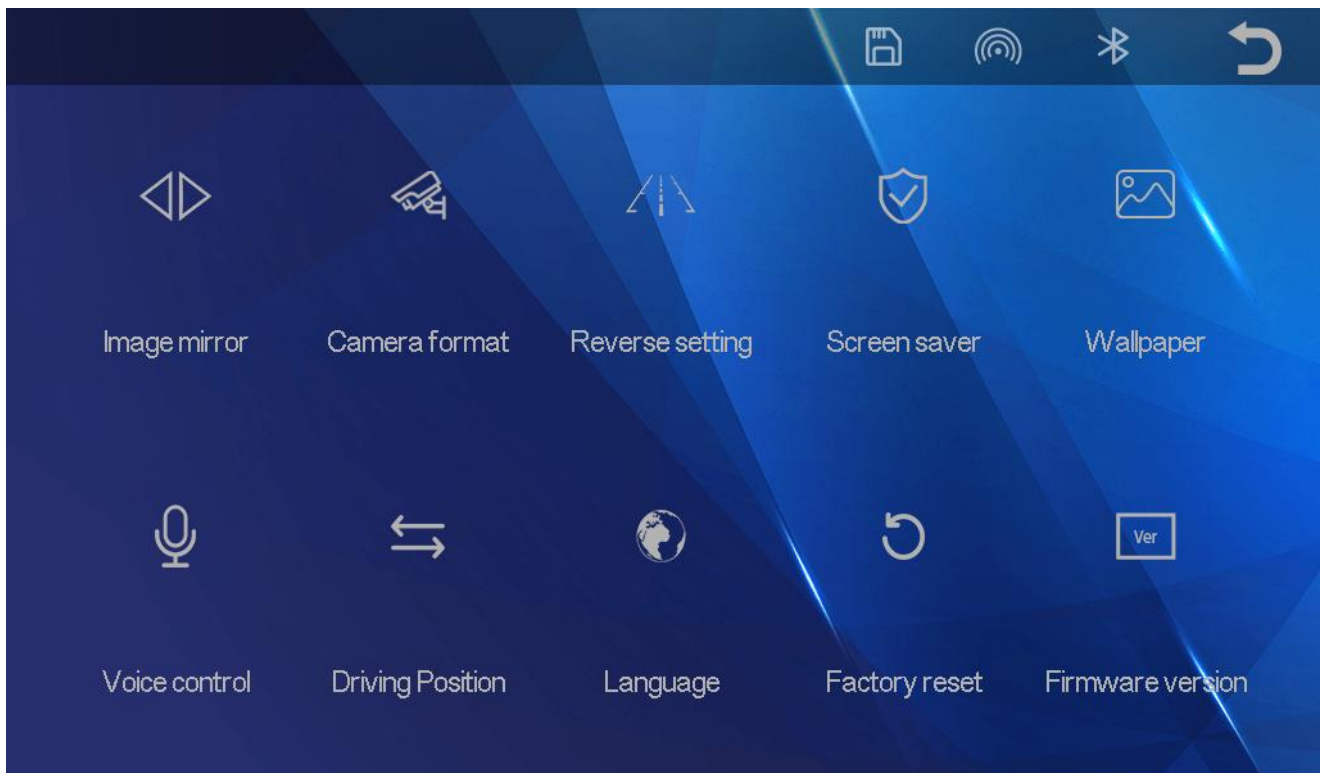 Image mirror
Camera format
Reverse setting
Screen saver
Wallpaper
Ver
Voice control
Driving Position
Language
Factory reset
Firmware version